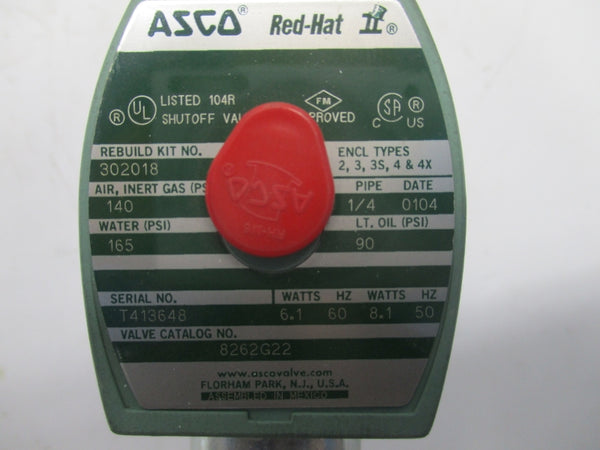 ASCO® Red-Hat II®
® UL LISTED 104R FM CSA ®
SHUTOFF C US
REBUILD KIT NO. ENCL TYPES
302018 2, 3, 3S, 4 & 4X
AIR, INERT GAS PIPE DATE
140 1/4 0104
WATER (PSI) LT. OIL (PSI)
165 90
ASCO®
SERIAL NO. WATTS HZ WATTS HZ
T413648 6.1 60 8.1 50
VALVE CATALOG NO.
8262G22
www.ascovalve.com
FLORHAM PARK, N.J., U.S.A.
ASSEMBLED IN MEXICO